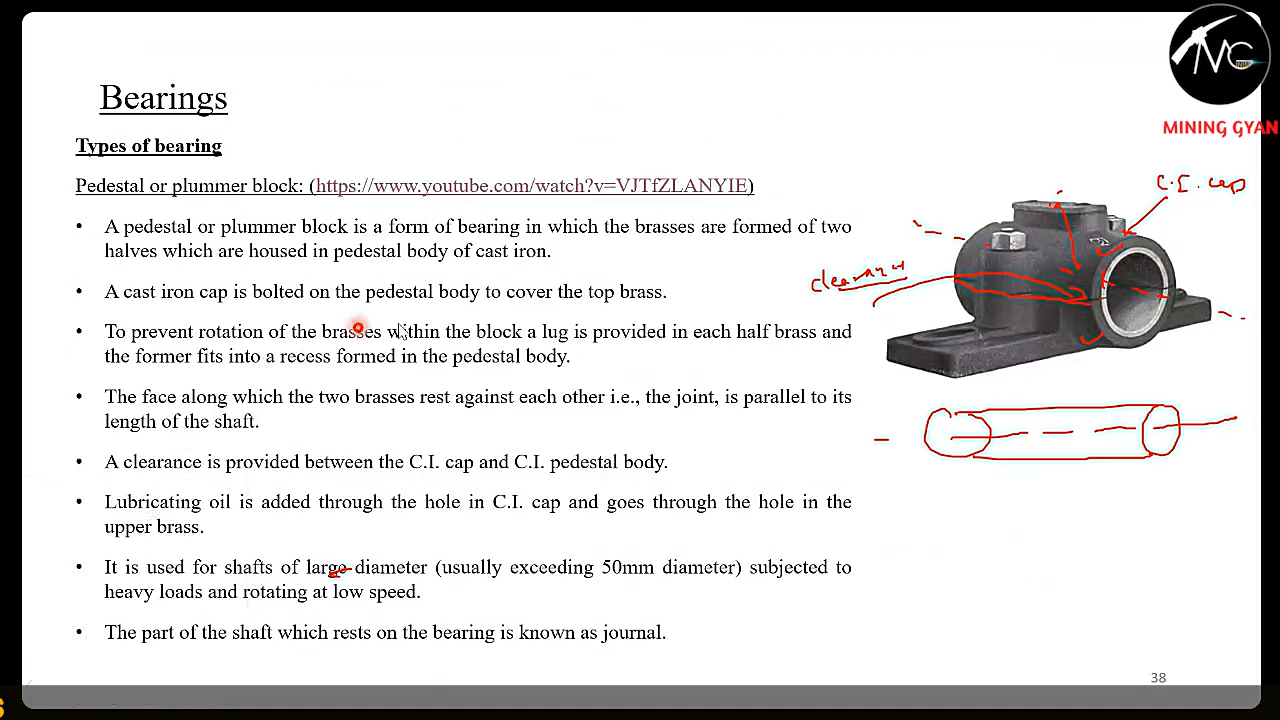 MG
MINING GYAN
Bearings
Types of bearing
Pedestal or plummer block: (https://www.youtube.com/watch?v=VJTfZLANYIE)
• A pedestal or plummer block is a form of bearing in which the brasses are formed of two
halves which are housed in pedestal body of cast iron.
• A cast iron cap is bolted on the pedestal body to cover the top brass.
• To prevent rotation of the brasses within the block a lug is provided in each half brass and
the former fits into a recess formed in the pedestal body.
• The face along which the two brasses rest against each other i.e., the joint, is parallel to its
length of the shaft.
• A clearance is provided between the C.I. cap and C.I. pedestal body.
• Lubricating oil is added through the hole in C.I. cap and goes through the hole in the
upper brass.
• It is used for shafts of large diameter (usually exceeding 50mm diameter) subjected to
heavy loads and rotating at low speed.
• The part of the shaft which rests on the bearing is known as journal.
C.I. cap
38